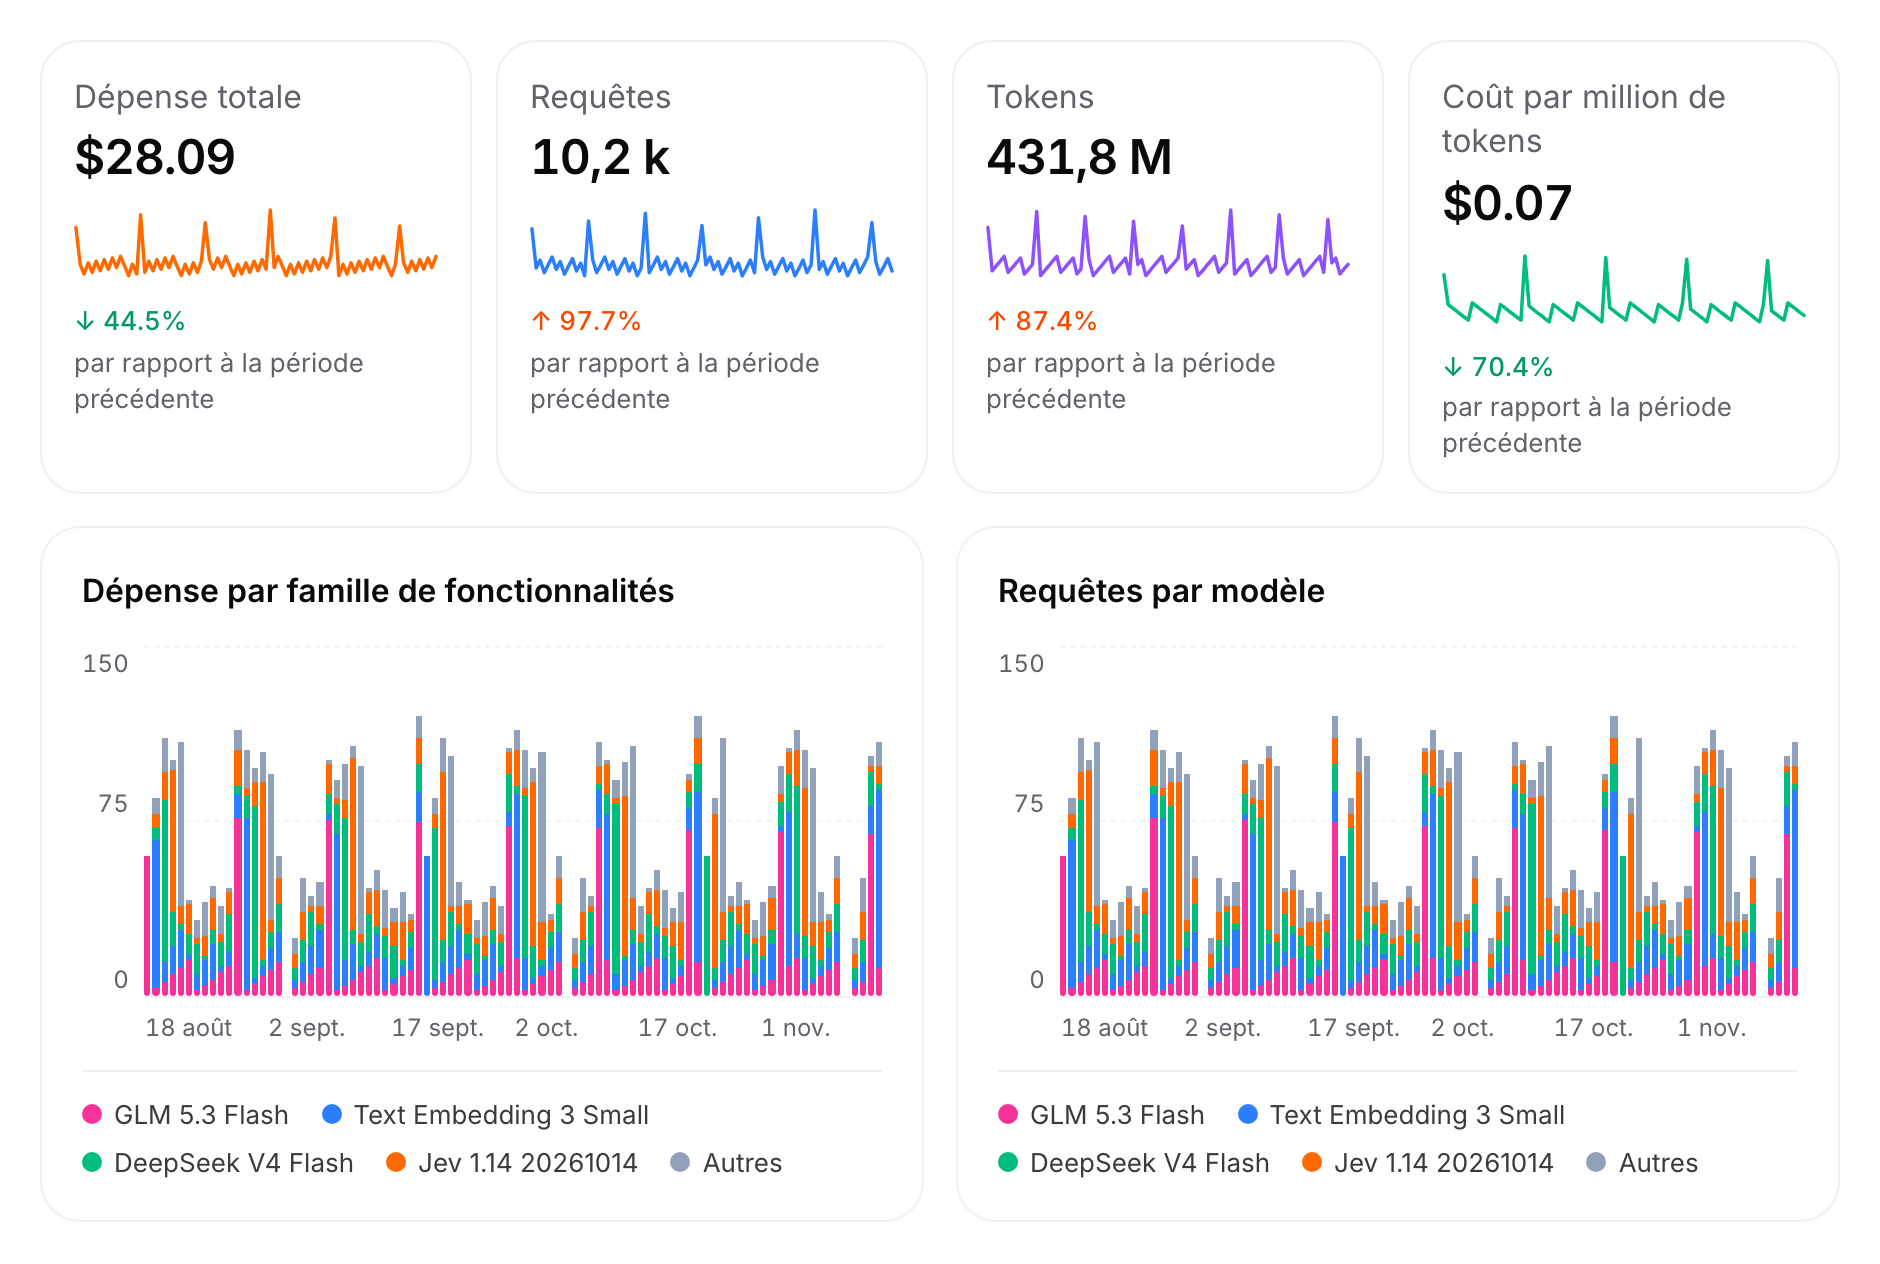 Dépense totale
$28.09
↓ 44.5%
par rapport à la période
précédente
Requêtes
10,2 k
↑ 97.7%
par rapport à la période
précédente
Tokens
431,8 M
↑ 87.4%
par rapport à la période
précédente
Coût par million de
tokens
$0.07
↓ 70.4%
par rapport à la période
précédente
Dépense par famille de fonctionnalités
150
75
0
18 août 2 sept. 17 sept. 2 oct. 17 oct. 1 nov.
GLM 5.3 Flash Text Embedding 3 Small
DeepSeek V4 Flash Jev 1.14 20261014 Autres
Requêtes par modèle
150
75
0
18 août 2 sept. 17 sept. 2 oct. 17 oct. 1 nov.
GLM 5.3 Flash Text Embedding 3 Small
DeepSeek V4 Flash Jev 1.14 20261014 Autres